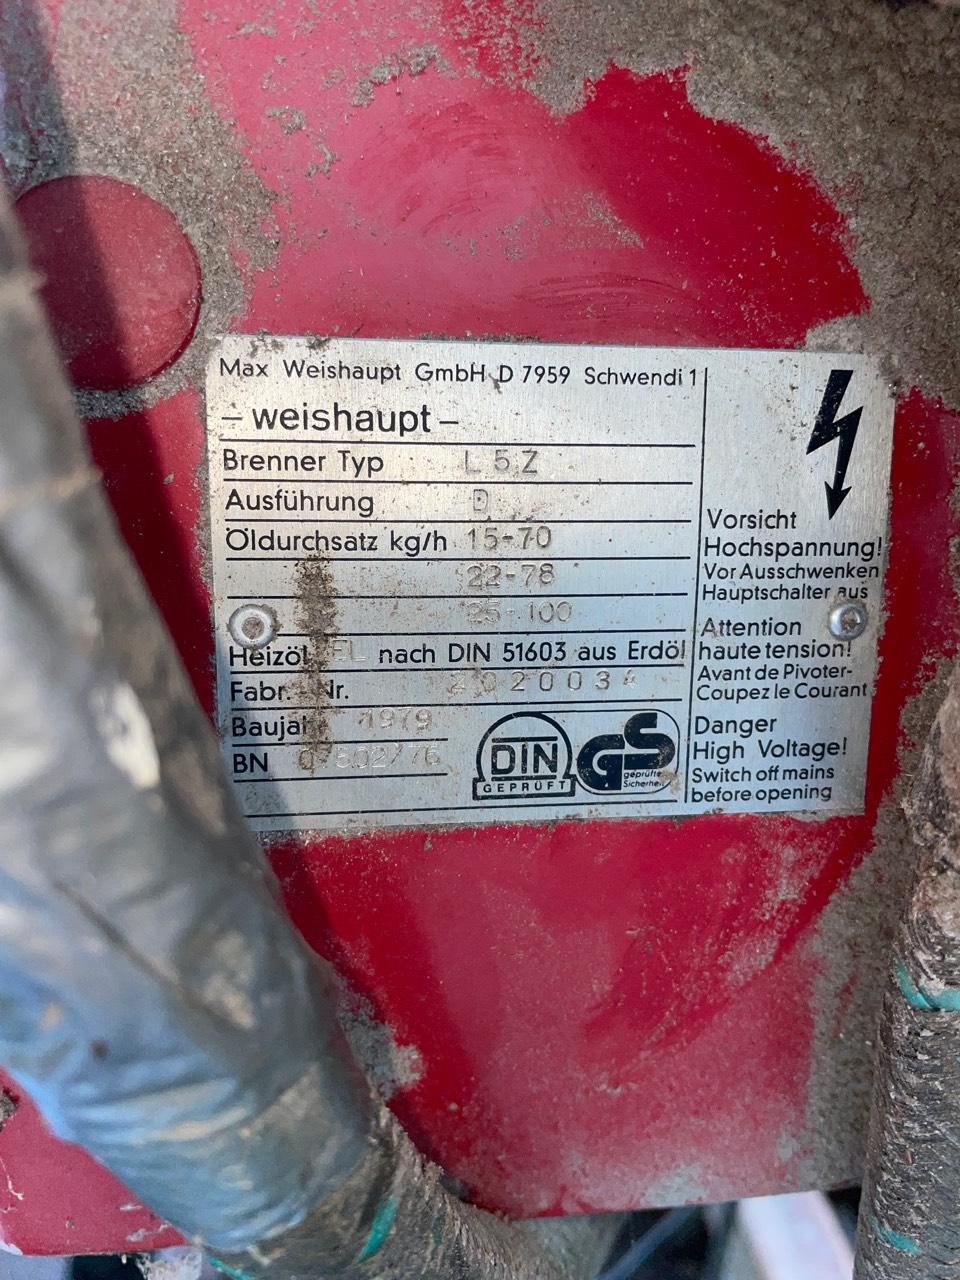 Max Weishaupt GmbH D 7959 Schwendi 1
– weishaupt –
Brenner Typ L 5 Z
Ausführung D
Öldurchsatz kg/h 15-70
22-78
25-100
Heizöl EL nach DIN 51603 aus Erdöl
Fabr. Nr.
Baujahr 1979
BN
DIN
GEPRÜFT
GS
geprüfte
Sicherheit
Vorsicht
Hochspannung!
Vor Ausschwenken
Hauptschalter aus
Attention
haute tension!
Avant de Pivoter-
Coupez le Courant
Danger
High Voltage!
Switch off mains
before opening